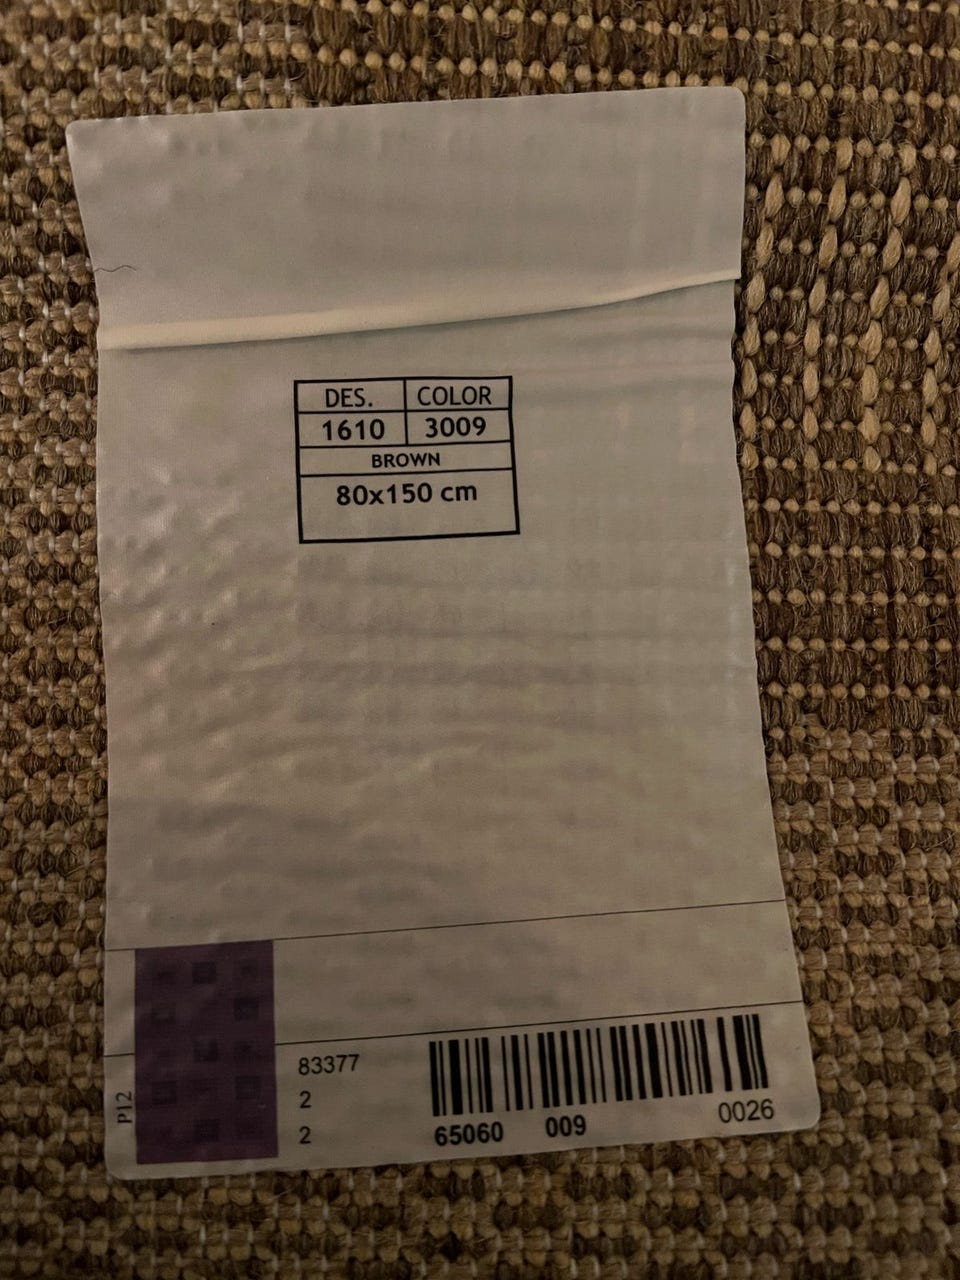 DES. COLOR
1610 3009
BROWN
80x150 cm
83377
2
2
P12
65060 009 0026